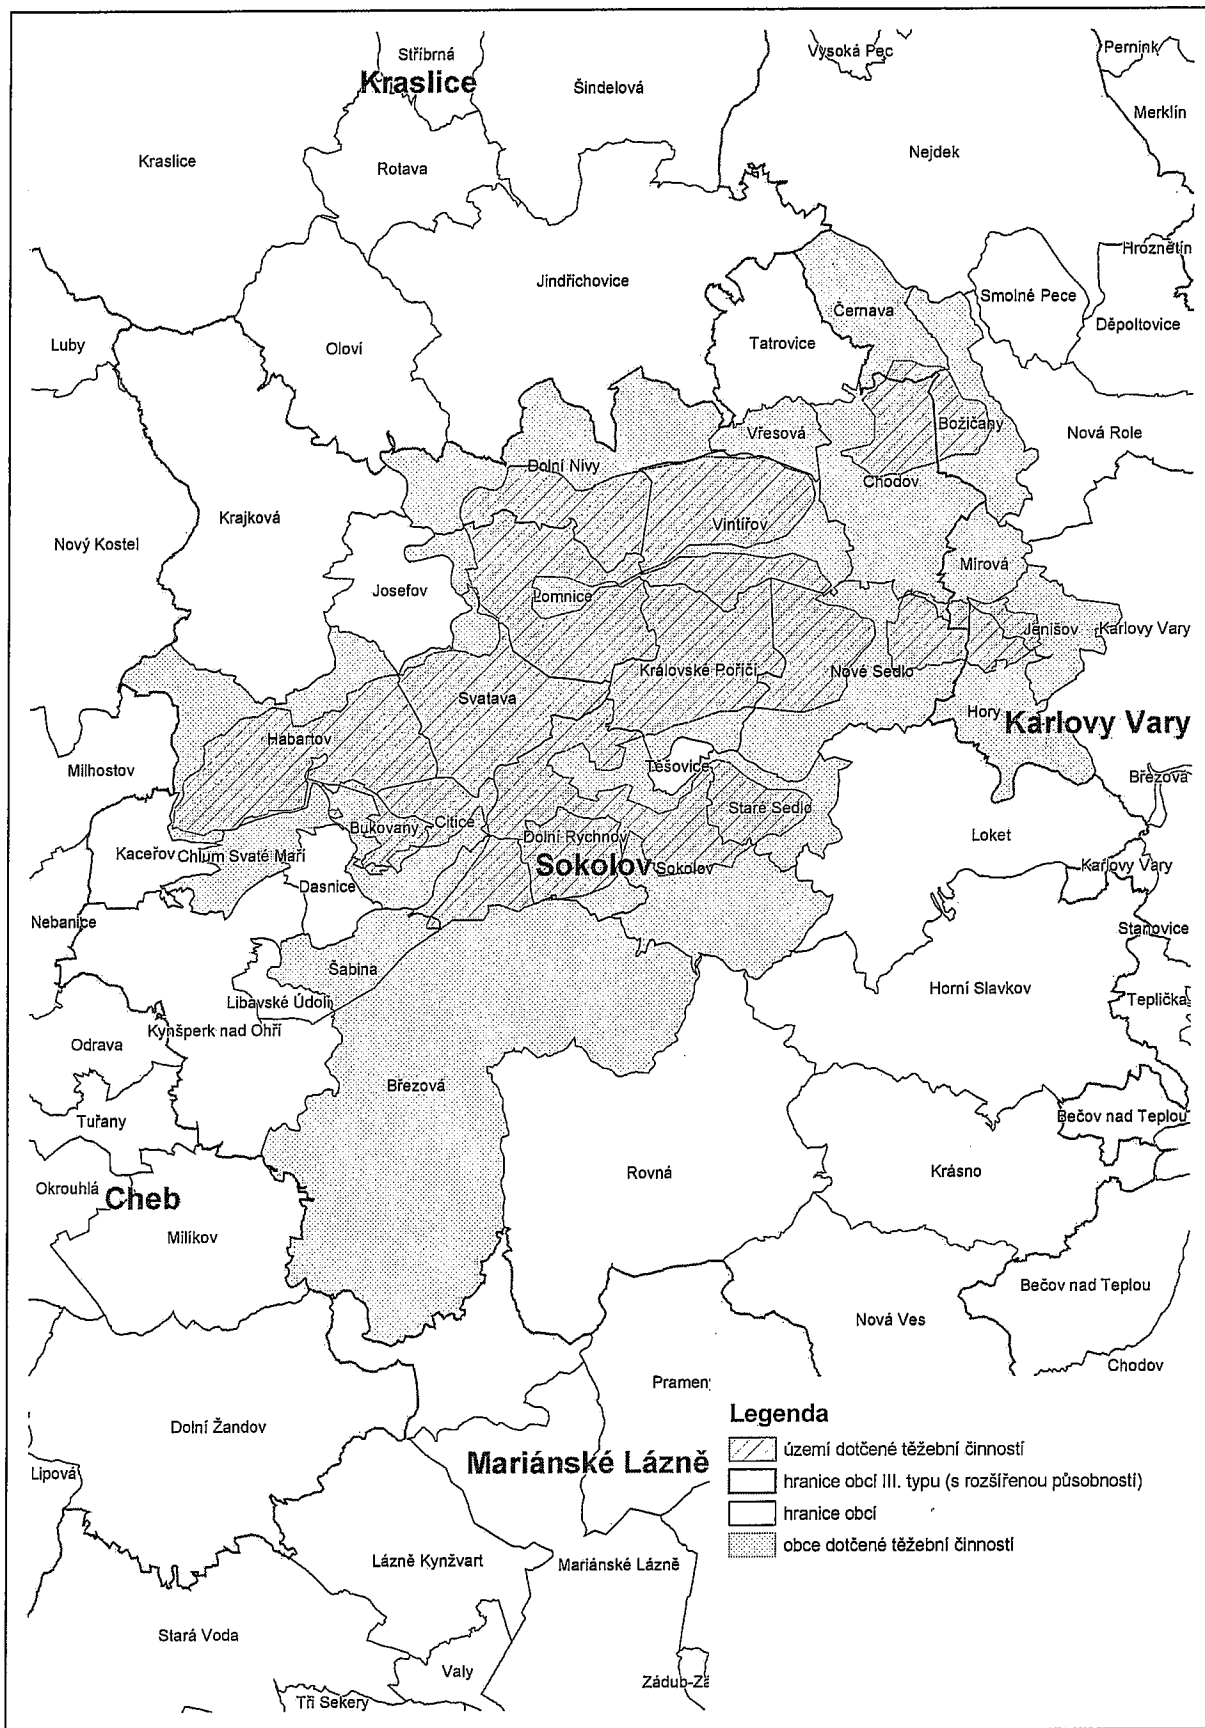 Stříbrná
Vysoká Pec
Pernink
Kraslice
Šindelová
Merklín
Kraslice
Rotava
Nejdek
Hroznětín
Jindřichovice
Smolné Pece
Černava
Děpoltovice
Luby
Oloví
Tatrovice
Božičany
Vřesová
Nová Role
Dolní Nivy
Chodov
Krajková
Vintířov
Nový Kostel
Mírová
Josefov
Lomnice
Jenišov
Karlovy Vary
Královské Poříčí
Nové Sedlo
Svatava
Hory
Karlovy Vary
Habartov
Těšovice
Milhostov
Březová
Staré Sedlo
Bukovany
Citice
Dolní Rychnov
Loket
Kaceřov
Chlum Svaté Maří
Sokolov
Sokolov
Karlovy Vary
Dasnice
Nebanice
Stanovice
Šabina
Horní Slavkov
Libavské Údolí
Teplička
Kynšperk nad Ohří
Odrava
Březová
Tuřany
Bečov nad Teplou
Rovná
Krásno
Okrouhlá
Cheb
Milíkov
Bečov nad Teplou
Nová Ves
Chodov
Prameny
Legenda
Dolní Žandov
území dotčené těžební činností
Mariánské Lázně
Lipová
hranice obcí III. typu (s rozšířenou působností)
hranice obcí
obce dotčené těžební činností
Lázně Kynžvart
Mariánské Lázně
Stará Voda
Valy
Zádub-Zá
Tři Sekery